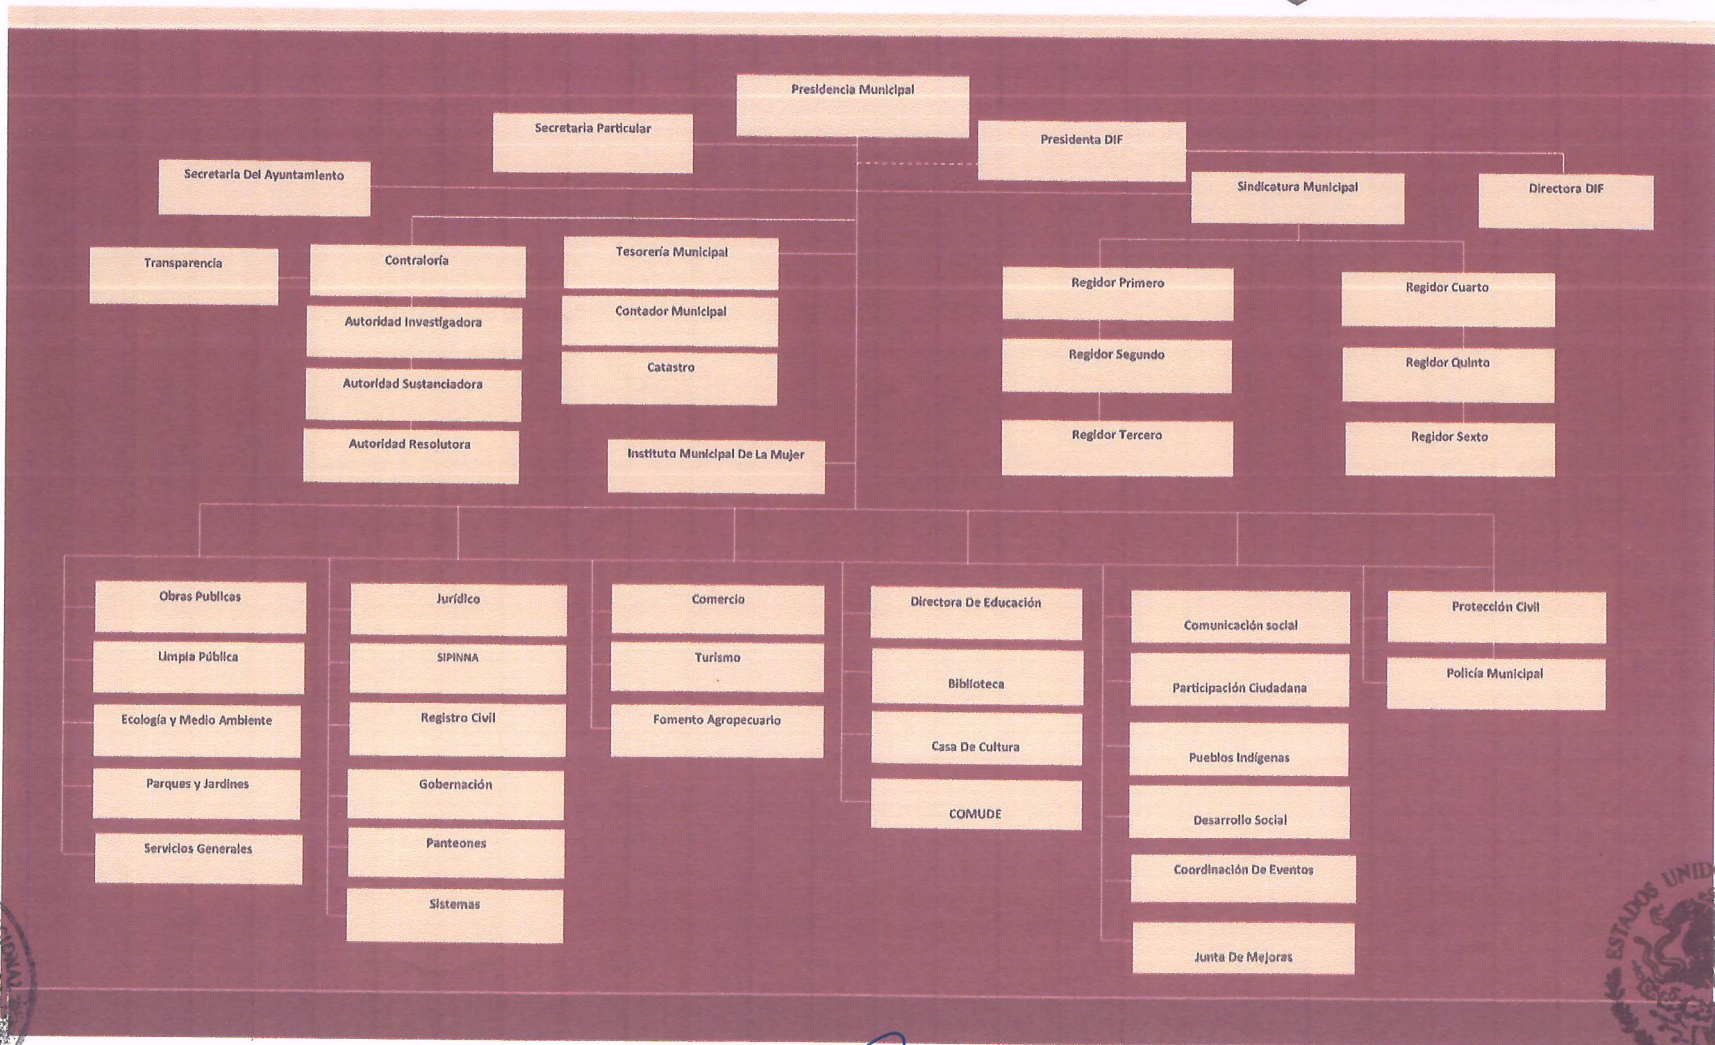 Presidencia Municipal
Secretaria Particular
Presidenta DIF
Secretaria Del Ayuntamiento
Sindicatura Municipal
Directora DIF
Transparencia
Contraloría
Tesorería Municipal
Regidor Primero
Regidor Cuarto
Autoridad Investigadora
Contador Municipal
Regidor Segundo
Regidor Quinto
Autoridad Sustanciadora
Catastro
Autoridad Resolutora
Instituto Municipal De La Mujer
Regidor Tercero
Regidor Sexto
Obras Publicas
Limpia Pública
Ecología y Medio Ambiente
Parques y Jardines
Servicios Generales
Jurídico
SIPINNA
Registro Civil
Gobernación
Panteones
Sistemas
Comercio
Turismo
Fomento Agropecuario
Directora De Educación
Biblioteca
Casa De Cultura
COMUDE
Comunicación social
Participación Ciudadana
Pueblos Indígenas
Desarrollo Social
Coordinación De Eventos
Junta De Mejoras
Protección Civil
Policía Municipal
ESTADOS UNID